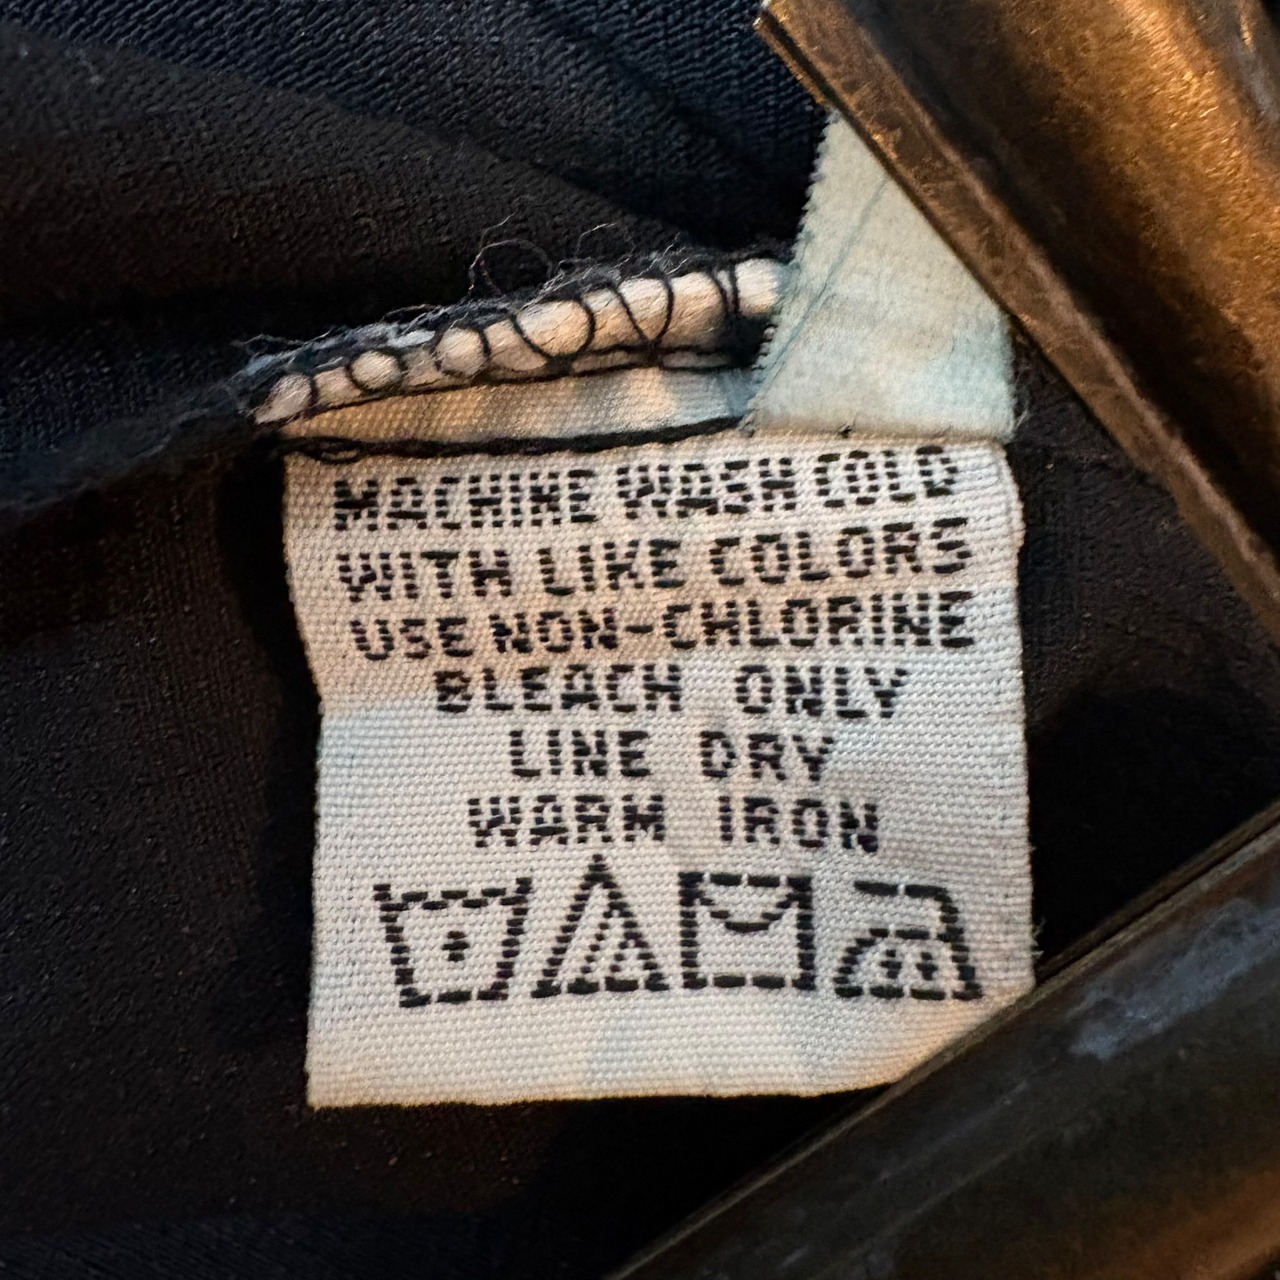 MACHINE WASH COLD
WITH LIKE COLORS
USE NON-CHLORINE
BLEACH ONLY
LINE DRY
WARM IRON